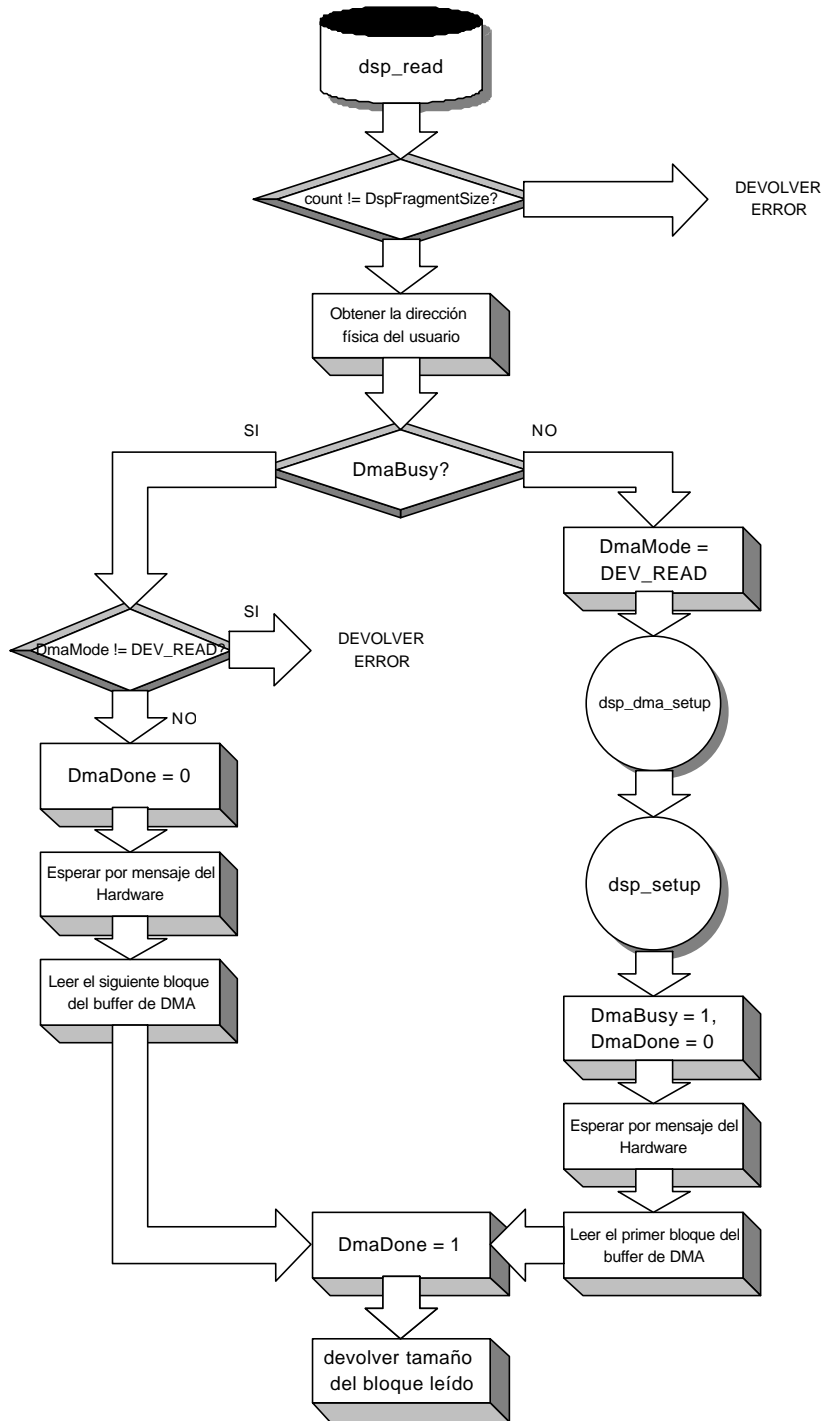 dsp_read
count != DspFragmentSize?
DEVOLVER
ERROR
Obtener la dirección
física del usuario
SI
NO
DmaBusy?
DmaMode =
DEV_READ
SI
DmaMode != DEV_READ?
DEVOLVER
ERROR
NO
dsp_dma_setup
DmaDone = 0
Esperar por mensaje del
Hardware
dsp_setup
Leer el siguiente bloque
del buffer de DMA
DmaBusy = 1,
DmaDone = 0
Esperar por mensaje del
Hardware
Leer el primer bloque del
buffer de DMA
DmaDone = 1
devolver tamaño
del bloque leído